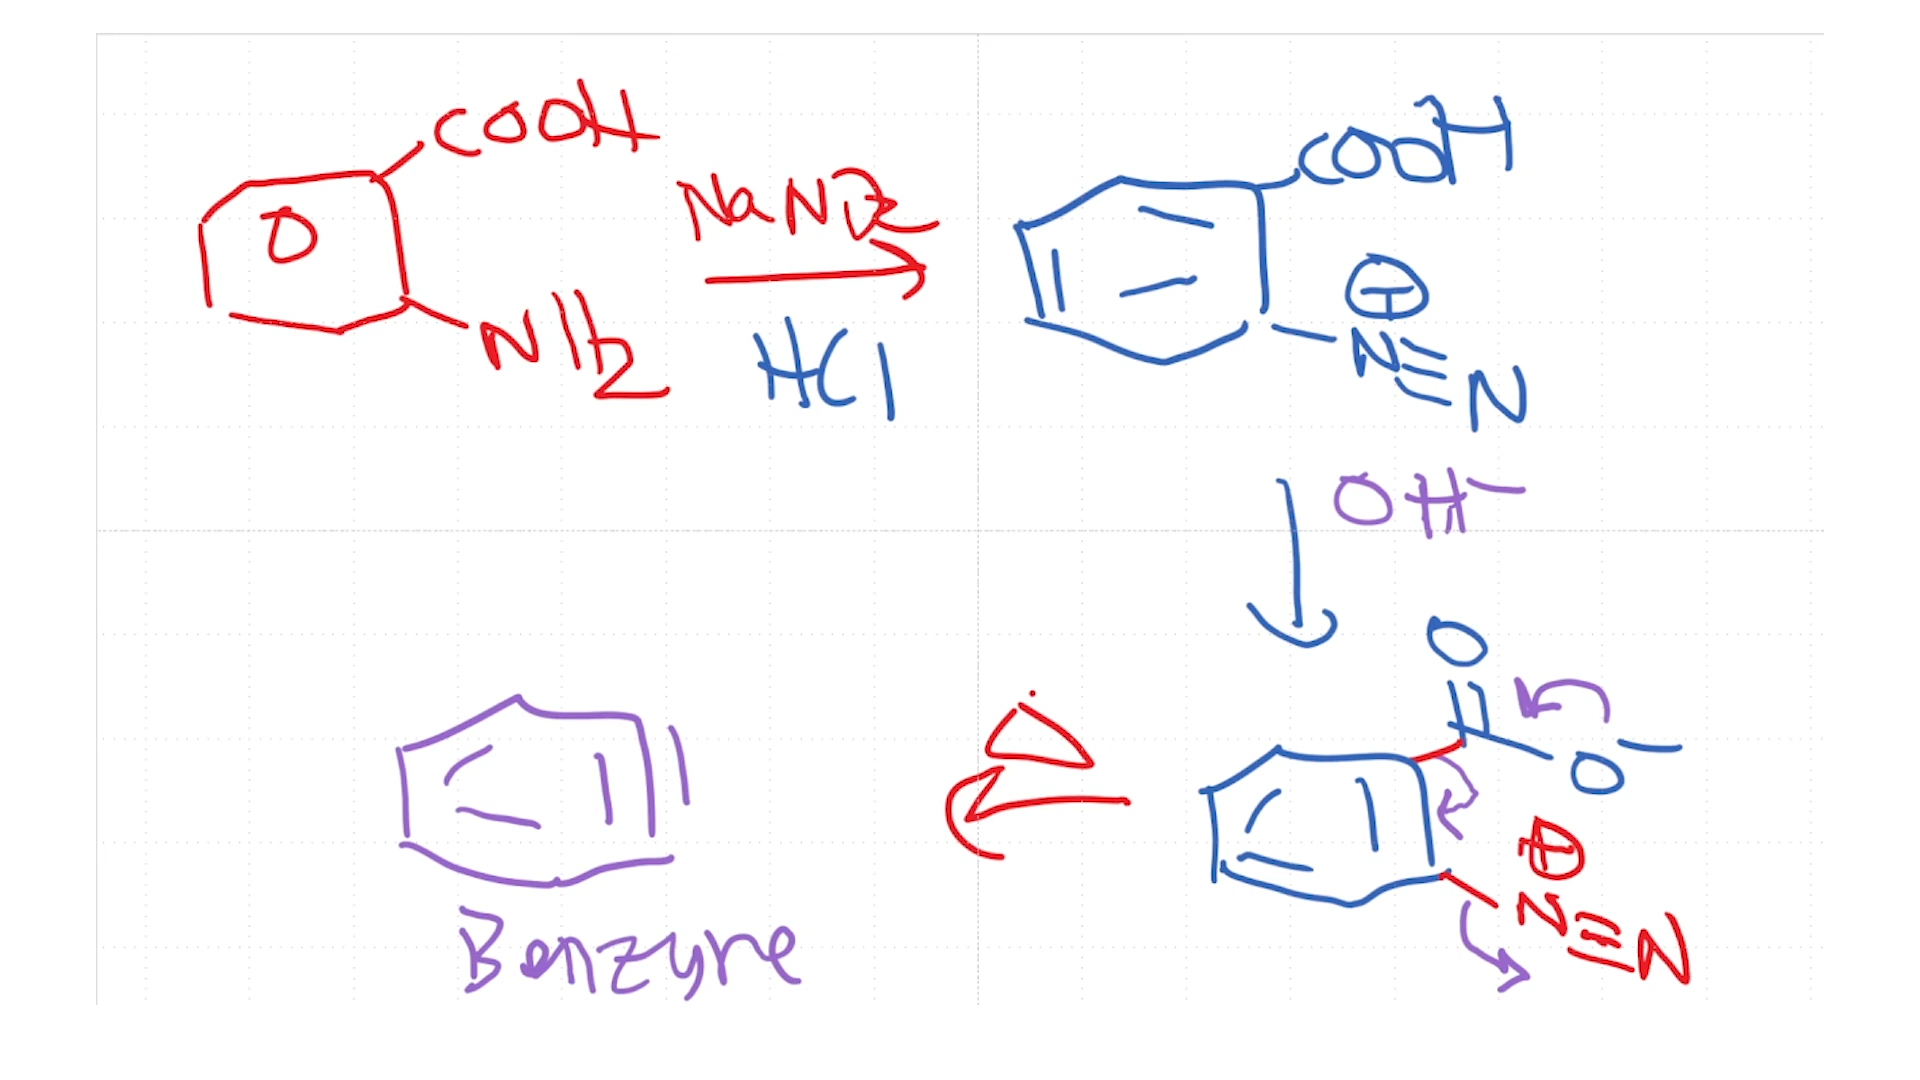 COOH
NH2
NaNO2
HCl
COOH
⊕
N≡N
OH⁻
O
O⁻
⊕
N≡N
Δ
Benzyne